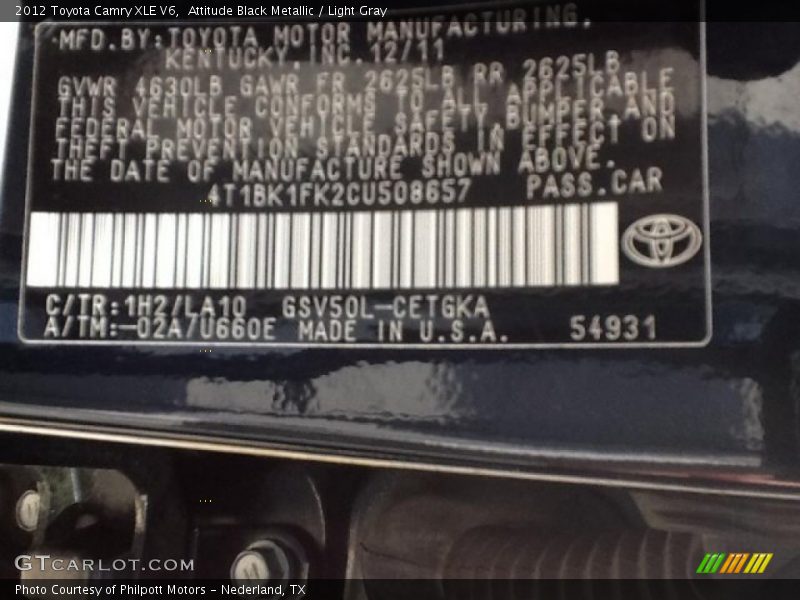 2012 Toyota Camry XLE V6,  Attitude Black Metallic / Light Gray
MFD.BY:TOYOTA MOTOR MANUFACTURING,
KENTUCKY,INC.12/11
GVWR 4630LB GAWR FR 2625LB RR 2625LB
THIS VEHICLE CONFORMS TO ALL APPLICABLE
FEDERAL MOTOR VEHICLE SAFETY,BUMPER,AND
THEFT PREVENTION STANDARDS IN EFFECT ON
THE DATE OF MANUFACTURE SHOWN ABOVE.
4T1BK1FK2CU508657 PASS.CAR
C/TR:1H2/LA10 GSV50L-CETGKA
A/TM:-02A/U660E MADE IN U.S.A. 54931
GTCARLOT.COM
Photo Courtesy of Philpott Motors – Nederland, TX